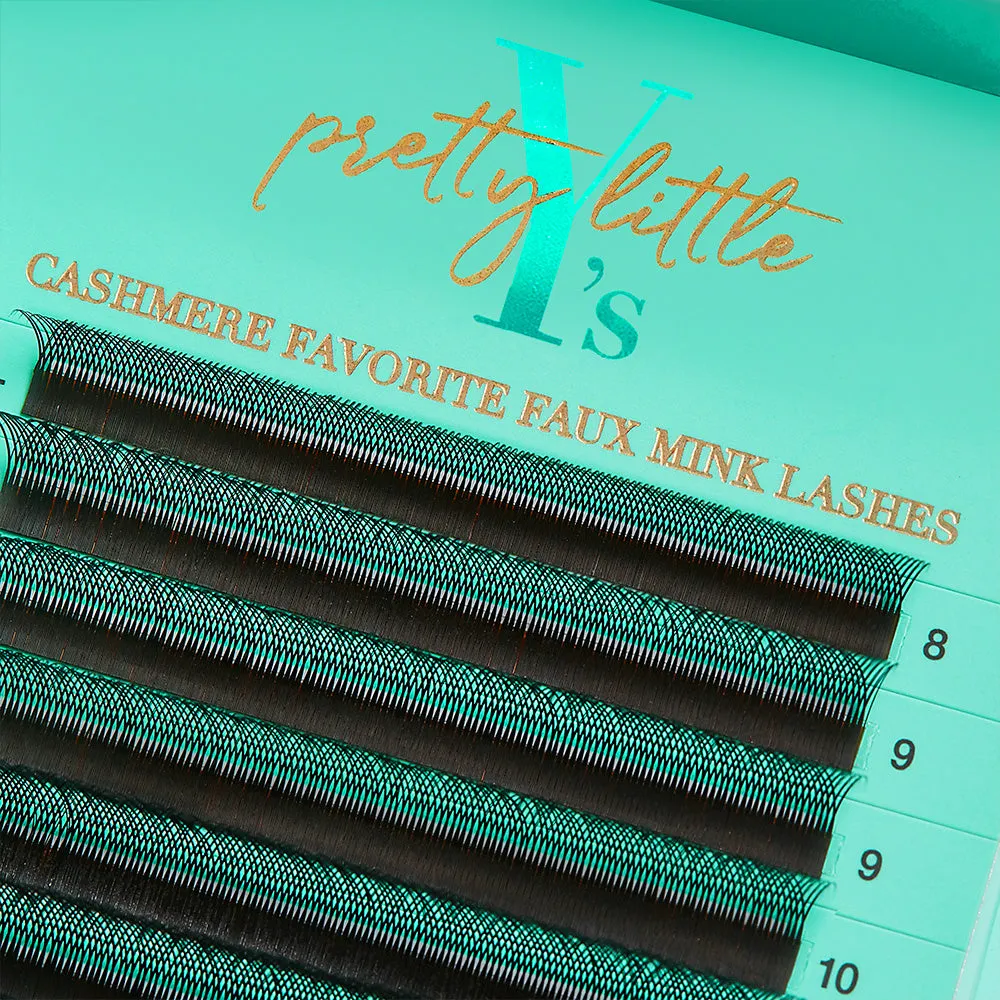 pretty little
Y's
CASHMERE FAVORITE FAUX MINK LASHES
8
9
9
10